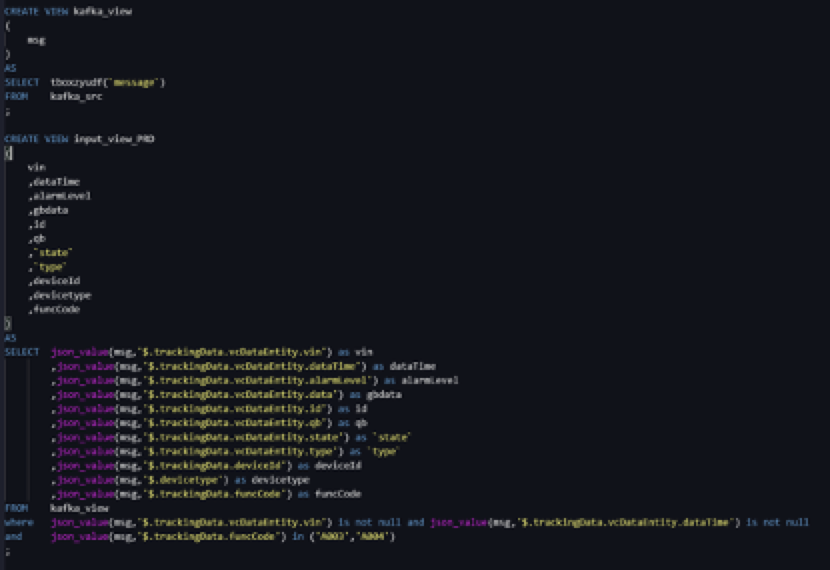 CREATE VIEW kafka_view
(
msg
)
AS
SELECT tboxzyudf(`message`)
FROM kafka_src
;
CREATE VIEW input_view_PRD
(
vin
,dataTime
,alarmLevel
,gbdata
,id
,qb
,`state`
,`type`
,deviceId
,devicetype
,funcCode
)
AS
SELECT json_value(msg,"$.trackingData.vcDataEntity.vin") as vin
,json_value(msg,"$.trackingData.vcDataEntity.dataTime") as dataTime
,json_value(msg,"$.trackingData.vcDataEntity.alarmLevel") as alarmLevel
,json_value(msg,"$.trackingData.vcDataEntity.data") as gbdata
,json_value(msg,"$.trackingData.vcDataEntity.id") as id
,json_value(msg,"$.trackingData.vcDataEntity.qb") as qb
,json_value(msg,"$.trackingData.vcDataEntity.state") as `state`
,json_value(msg,"$.trackingData.vcDataEntity.type") as `type`
,json_value(msg,"$.trackingData.deviceId") as deviceId
,json_value(msg,"$.devicetype") as devicetype
,json_value(msg,"$.trackingData.funcCode") as funcCode
FROM kafka_view
where json_value(msg,"$.trackingData.vcDataEntity.vin") is not null and json_value(msg,"$.trackingData.vcDataEntity.dataTime") is not null
and json_value(msg,"$.trackingData.funcCode") in ("A003","A004")
;